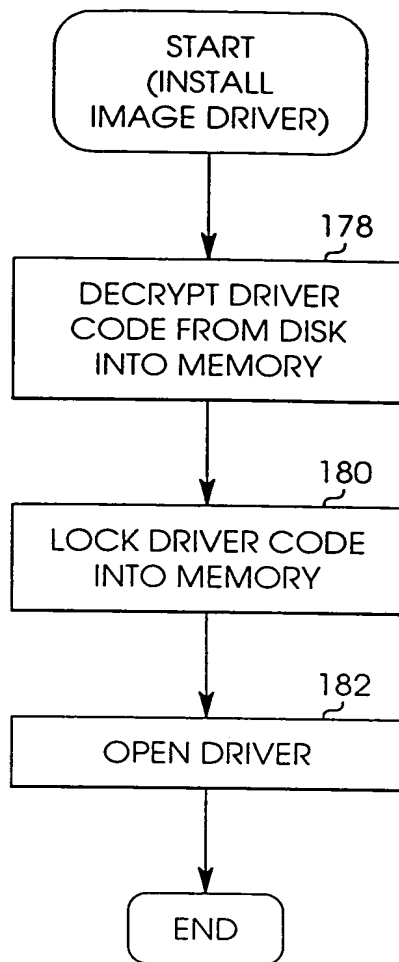 START
(INSTALL
IMAGE DRIVER)
178
DECRYPT DRIVER
CODE FROM DISK
INTO MEMORY
180
LOCK DRIVER CODE
INTO MEMORY
182
OPEN DRIVER
END